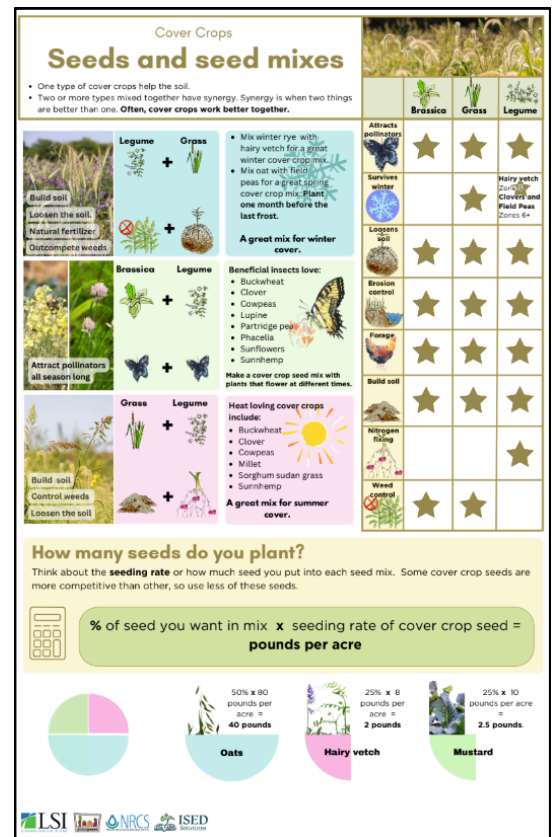 Cover Crops
Seeds and seed mixes
• One type of cover crops help the soil.
• Two or more types mixed together have synergy. Synergy is when two things
are better than one. Often, cover crops work better together.
Brassica
Grass
Legume
Attracts
pollinators
Survives
winter
Hairy vetch
Clovers and
Field Peas
Zones 6+
Loosens
soil
Erosion
control
Forage
Build soil
Nitrogen
fixing
Weed
control
Build soil
Loosen the soil.
Natural fertilizer
Outcompete weeds
Legume
Grass
+
+
• Mix winter rye with
hairy vetch for a great
winter cover crop mix.
• Mix oat with field
peas for a great spring
cover crop mix. Plant
one month before the
last frost.
A great mix for winter
cover.
Attract pollinators
all season long
Brassica
Legume
+
+
Beneficial insects love:
• Buckwheat
• Clover
• Cowpeas
• Lupine
• Partridge pea
• Phacelia
• Sunflowers
• Sunnhemp
Make a cover crop seed mix with
plants that flower at different times.
Build soil
Control weeds
Loosen the soil
Grass
Legume
+
+
Heat loving cover crops
include:
• Buckwheat
• Clover
• Cowpeas
• Millet
• Sorghum sudan grass
• Sunnhemp
A great mix for summer
cover.
How many seeds do you plant?
Think about the seeding rate or how much seed you put into each seed mix. Some cover crop seeds are
more competitive than other, so use less of these seeds.
% of seed you want in mix x seeding rate of cover crop seed =
pounds per acre
50% x 80
pounds per
acre =
40 pounds
Oats
25% x 8
pounds per
acre =
2 pounds
Hairy vetch
25% x 10
pounds per
acre =
2.5 pounds.
Mustard
LSI
NRCS
ISED
Solutions